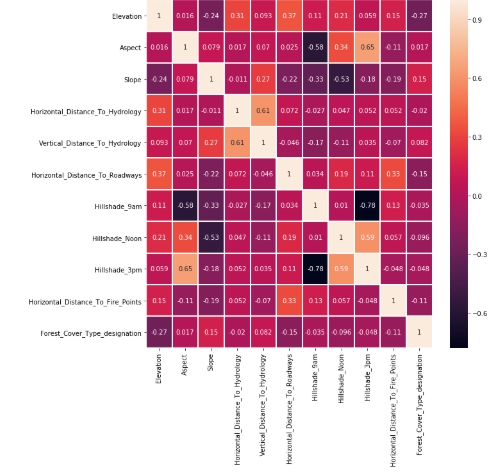 Elevation 1 0.016 -0.24 0.31 0.093 0.37 0.11 0.21 0.059 0.15 -0.27
Aspect 0.016 1 0.079 0.017 0.07 0.025 -0.58 0.34 0.65 -0.11 0.017
Slope -0.24 0.079 1 -0.011 0.27 -0.22 -0.33 -0.53 -0.18 -0.19 0.15
Horizontal_Distance_To_Hydrology 0.31 0.017 -0.011 1 0.61 0.072 -0.027 0.047 0.052 0.052 -0.02
Vertical_Distance_To_Hydrology 0.093 0.07 0.27 0.61 1 -0.046 -0.17 -0.11 0.035 -0.07 0.082
Horizontal_Distance_To_Roadways 0.37 0.025 -0.22 0.072 -0.046 1 0.034 0.19 0.11 0.33 -0.15
Hillshade_9am 0.11 -0.58 -0.33 -0.027 -0.17 0.034 1 0.01 -0.78 0.13 -0.035
Hillshade_Noon 0.21 0.34 -0.53 0.047 -0.11 0.19 0.01 1 0.59 0.057 -0.096
Hillshade_3pm 0.059 0.65 -0.18 0.052 0.035 0.11 -0.78 0.59 1 -0.048 -0.048
Horizontal_Distance_To_Fire_Points 0.15 -0.11 -0.19 0.052 -0.07 0.33 0.13 0.057 -0.048 1 -0.11
Forest_Cover_Type_designation -0.27 0.017 0.15 -0.02 0.082 -0.15 -0.035 -0.096 -0.048 -0.11 1
Elevation
Aspect
Slope
Horizontal_Distance_To_Hydrology
Vertical_Distance_To_Hydrology
Horizontal_Distance_To_Roadways
Hillshade_9am
Hillshade_Noon
Hillshade_3pm
Horizontal_Distance_To_Fire_Points
Forest_Cover_Type_designation
0.9
0.6
0.3
0.0
-0.3
-0.6